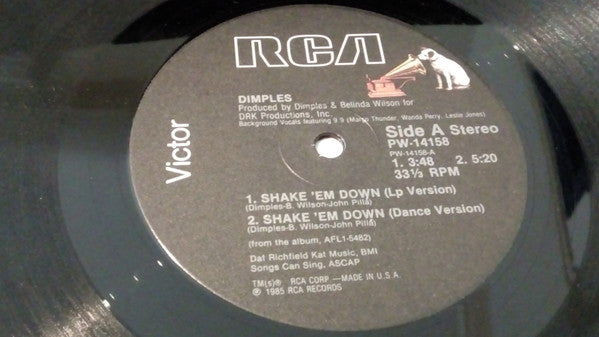 RCA
Victor
DIMPLES
Produced by Dimples & Belinda Wilson for
DRK Productions, Inc.
Background Vocals featuring 9.9 (Margo Thunder, Wanda Perry, Leslie Jones)
Side A Stereo
PW-14158
PW-14158-A
1. 3:48 2. 5:20
33⅓ RPM
1. SHAKE 'EM DOWN (Lp Version)
(Dimples-B. Wilson-John Pilla)
2. SHAKE 'EM DOWN (Dance Version)
(Dimples-B. Wilson-John Pilla)
(from the album, AFL1-5482)
Dat Richfield Kat Music, BMI
Songs Can Sing, ASCAP
TM(s)® RCA CORP —MADE IN U.S.A.
℗ 1985 RCA RECORDS